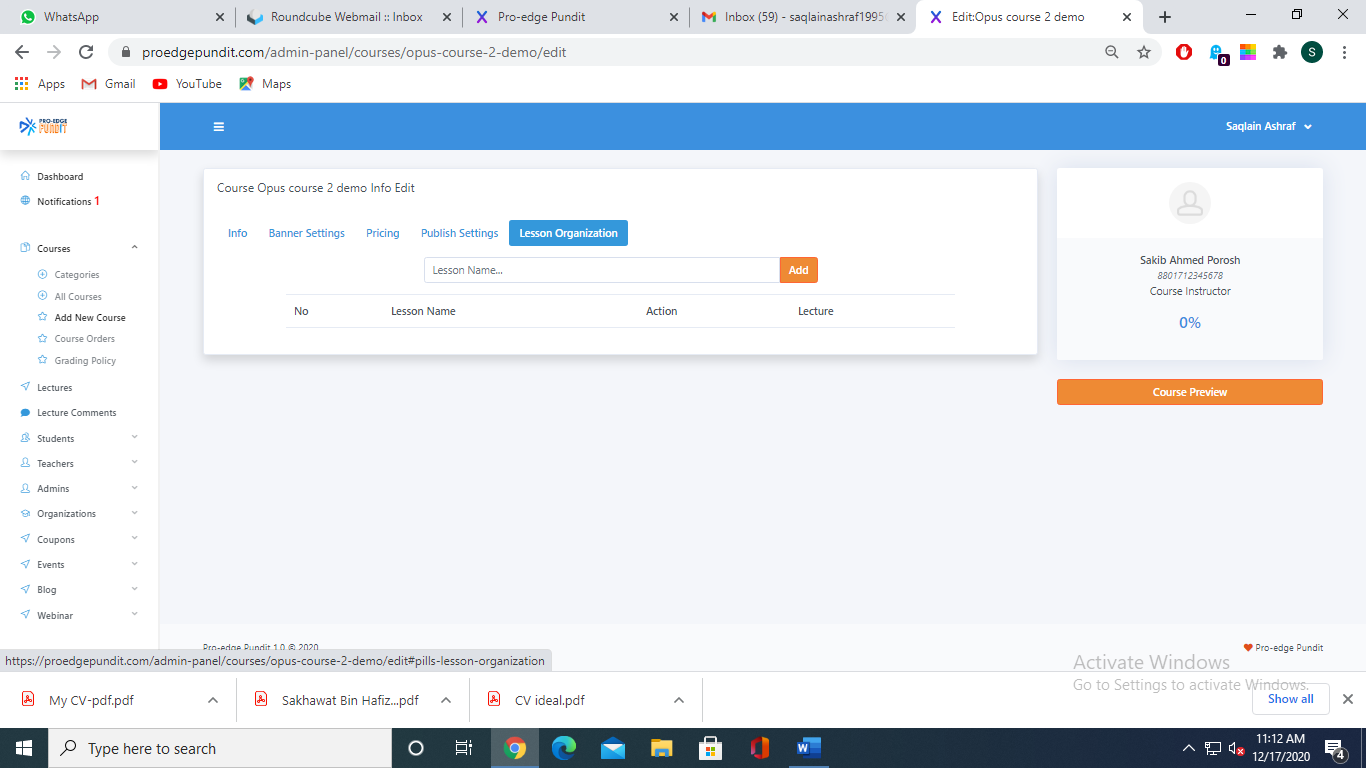 WhatsApp
Roundcube Webmail :: Inbox
Pro-edge Pundit
Inbox (59) - saqlainashraf1995
Edit:Opus course 2 demo
proedgepundit.com/admin-panel/courses/opus-course-2-demo/edit
S
0
Apps
Gmail
YouTube
Maps
PRO-EDGE
PUNDIT
Saqlain Ashraf
Dashboard
Notifications 1
Courses
Categories
All Courses
Add New Course
Course Orders
Grading Policy
Lectures
Lecture Comments
Students
Teachers
Admins
Organizations
Coupons
Events
Blog
Webinar
Course Opus course 2 demo Info Edit
Info
Banner Settings
Pricing
Publish Settings
Lesson Organization
Lesson Name...
Add
No
Lesson Name
Action
Lecture
Sakib Ahmed Porosh
8801712345678
Course Instructor
0%
Course Preview
Pro-edge Pundit 1.0 © 2020
Pro-edge Pundit
https://proedgepundit.com/admin-panel/courses/opus-course-2-demo/edit#pills-lesson-organization
Activate Windows
Go to Settings to activate Windows.
My CV-pdf.pdf
Sakhawat Bin Hafiz...pdf
CV ideal.pdf
Show all
Type here to search
W
11:12 AM
12/17/2020
4